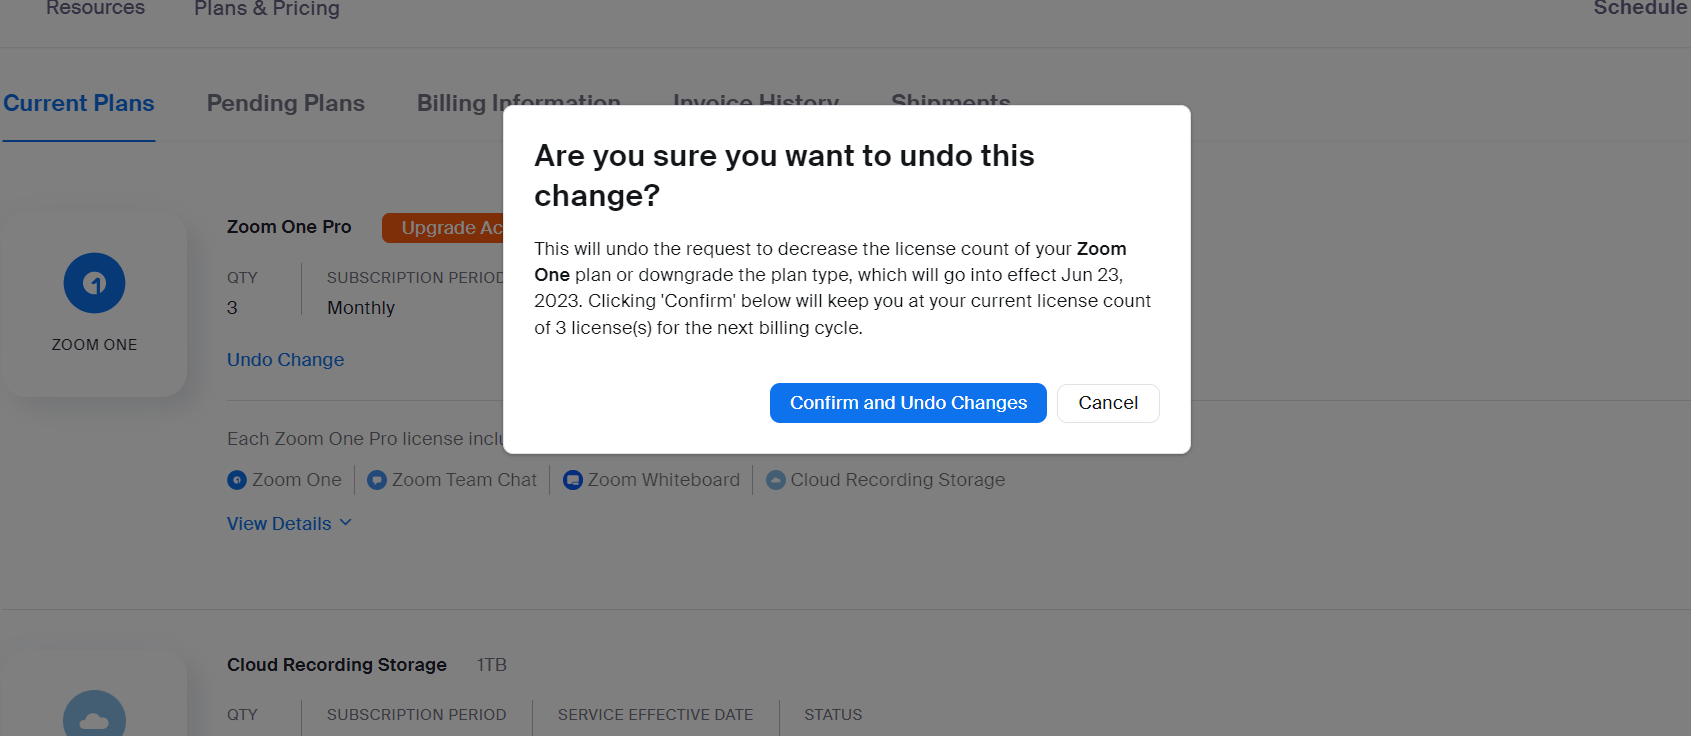 Resources Plans & Pricing Schedule
Current Plans Pending Plans Billing Information Invoice History Shipments
Are you sure you want to undo this
change?
This will undo the request to decrease the license count of your Zoom
One plan or downgrade the plan type, which will go into effect Jun 23,
2023. Clicking 'Confirm' below will keep you at your current license count
of 3 license(s) for the next billing cycle.
Confirm and Undo Changes Cancel
ZOOM ONE
Zoom One Pro Upgrade
QTY SUBSCRIPTION PERIOD
3 Monthly
Undo Change
Each Zoom One Pro license
Zoom One Zoom Team Chat Zoom Whiteboard Cloud Recording Storage
View Details
Cloud Recording Storage 1TB
QTY SUBSCRIPTION PERIOD SERVICE EFFECTIVE DATE STATUS